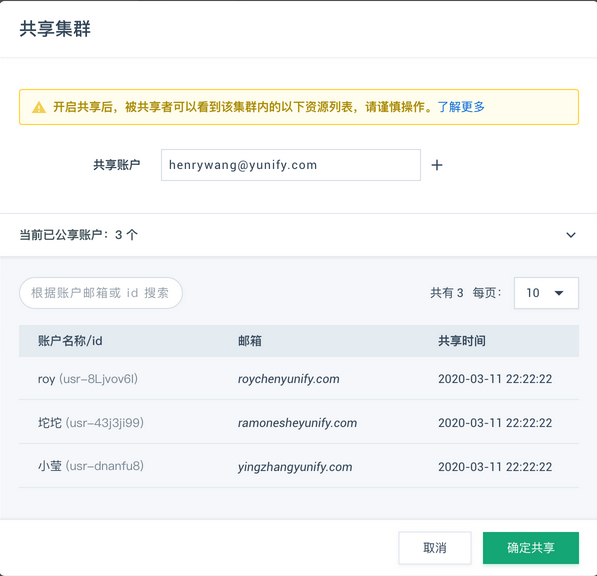 共享集群
开启共享后，被共享者可以看到该集群内的以下资源列表，请谨慎操作。了解更多
共享账户 henrywang@yunify.com +
当前已公享账户：3 个
根据账户邮箱或 id 搜索 共有 3 每页： 10
账户名称/id 邮箱 共享时间
roy (usr-8Ljvov6l) roychenyunify.com 2020-03-11 22:22:22
坨坨 (usr-43j3ji99) ramonesheyunify.com 2020-03-11 22:22:22
小莹 (usr-dnanfu8) yingzhangyunify.com 2020-03-11 22:22:22
取消 确定共享